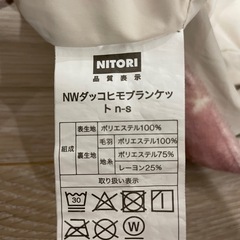 NITORI
品質表示
NWダッコヒモブランケッ
ト n-s
組成
表生地 ポリエステル100%
裏生地 毛羽 ポリエステル100%
地糸 ポリエステル75%
レーヨン25%
取り扱い表示
30
W